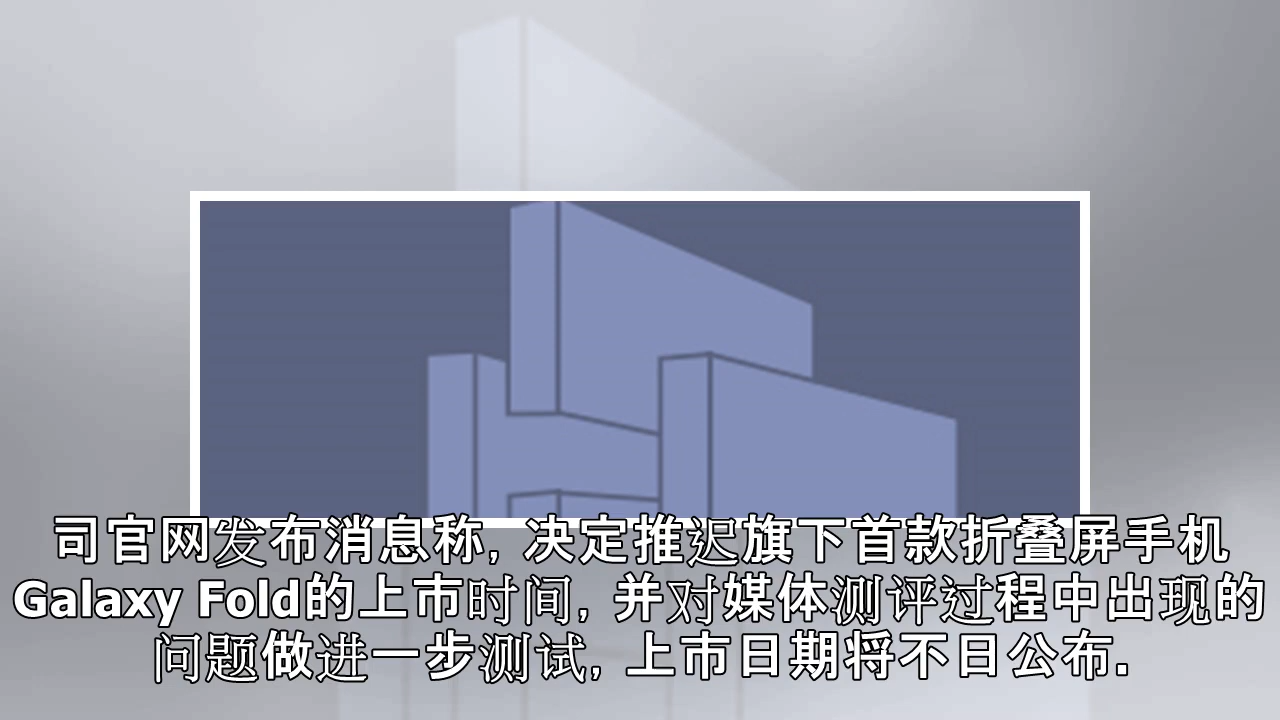 司官网发布消息称, 决定推迟旗下首款折叠屏手机
Galaxy Fold的上市时间, 并对媒体测评过程中出现的
问题做进一步测试, 上市日期将不日公布.